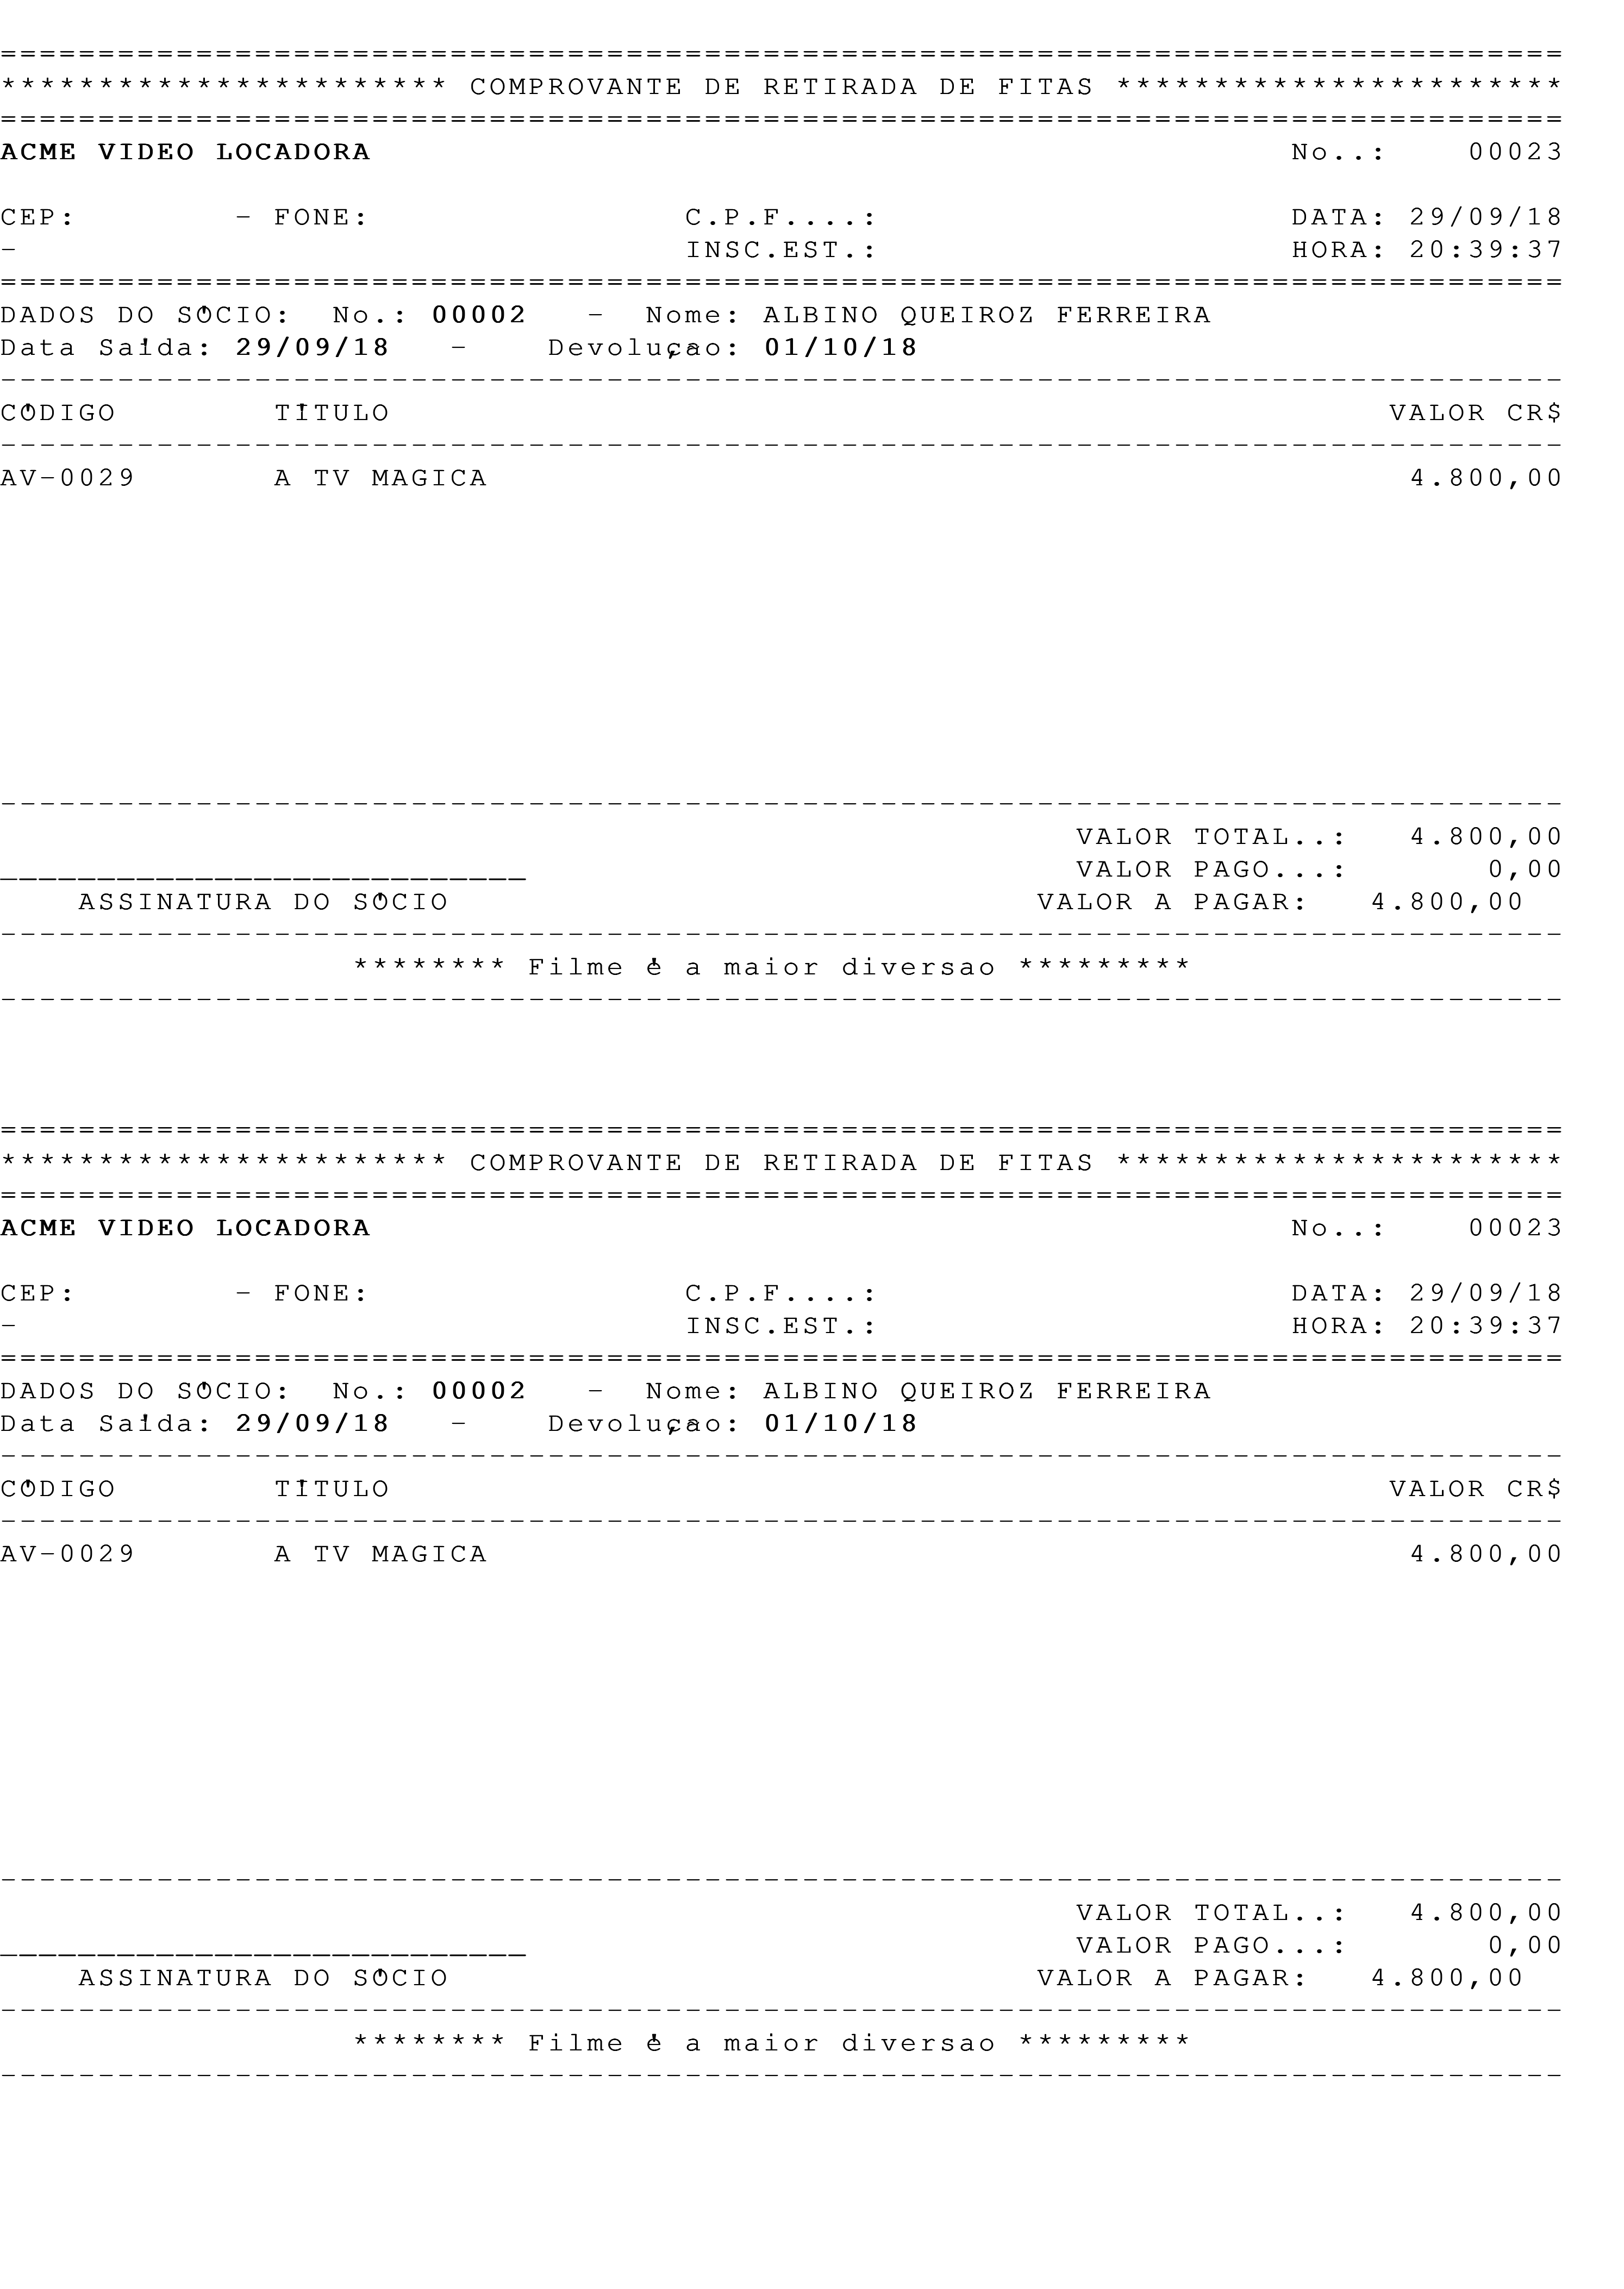 ================================================================================
*********************** COMPROVANTE DE RETIRADA DE FITAS ***********************
================================================================================
ACME VIDEO LOCADORA No..: 00023
CEP: - FONE: C.P.F....: DATA: 29/09/18
- INSC.EST.: HORA: 20:39:37
================================================================================
DADOS DO SÓCIO: No.: 00002 - Nome: ALBINO QUEIROZ FERREIRA
Data Saída: 29/09/18 - Devoluçao: 01/10/18
--------------------------------------------------------------------------------
CÓDIGO TÍTULO VALOR CR$
--------------------------------------------------------------------------------
AV-0029 A TV MAGICA 4.800,00
--------------------------------------------------------------------------------
VALOR TOTAL..: 4.800,00
___________________________ VALOR PAGO...: 0,00
ASSINATURA DO SÓCIO VALOR A PAGAR: 4.800,00
--------------------------------------------------------------------------------
******** Filme é a maior diversao *********
--------------------------------------------------------------------------------
================================================================================
*********************** COMPROVANTE DE RETIRADA DE FITAS ***********************
================================================================================
ACME VIDEO LOCADORA No..: 00023
CEP: - FONE: C.P.F....: DATA: 29/09/18
- INSC.EST.: HORA: 20:39:37
================================================================================
DADOS DO SÓCIO: No.: 00002 - Nome: ALBINO QUEIROZ FERREIRA
Data Saída: 29/09/18 - Devoluçao: 01/10/18
--------------------------------------------------------------------------------
CÓDIGO TÍTULO VALOR CR$
--------------------------------------------------------------------------------
AV-0029 A TV MAGICA 4.800,00
--------------------------------------------------------------------------------
VALOR TOTAL..: 4.800,00
___________________________ VALOR PAGO...: 0,00
ASSINATURA DO SÓCIO VALOR A PAGAR: 4.800,00
--------------------------------------------------------------------------------
******** Filme é a maior diversao *********
--------------------------------------------------------------------------------